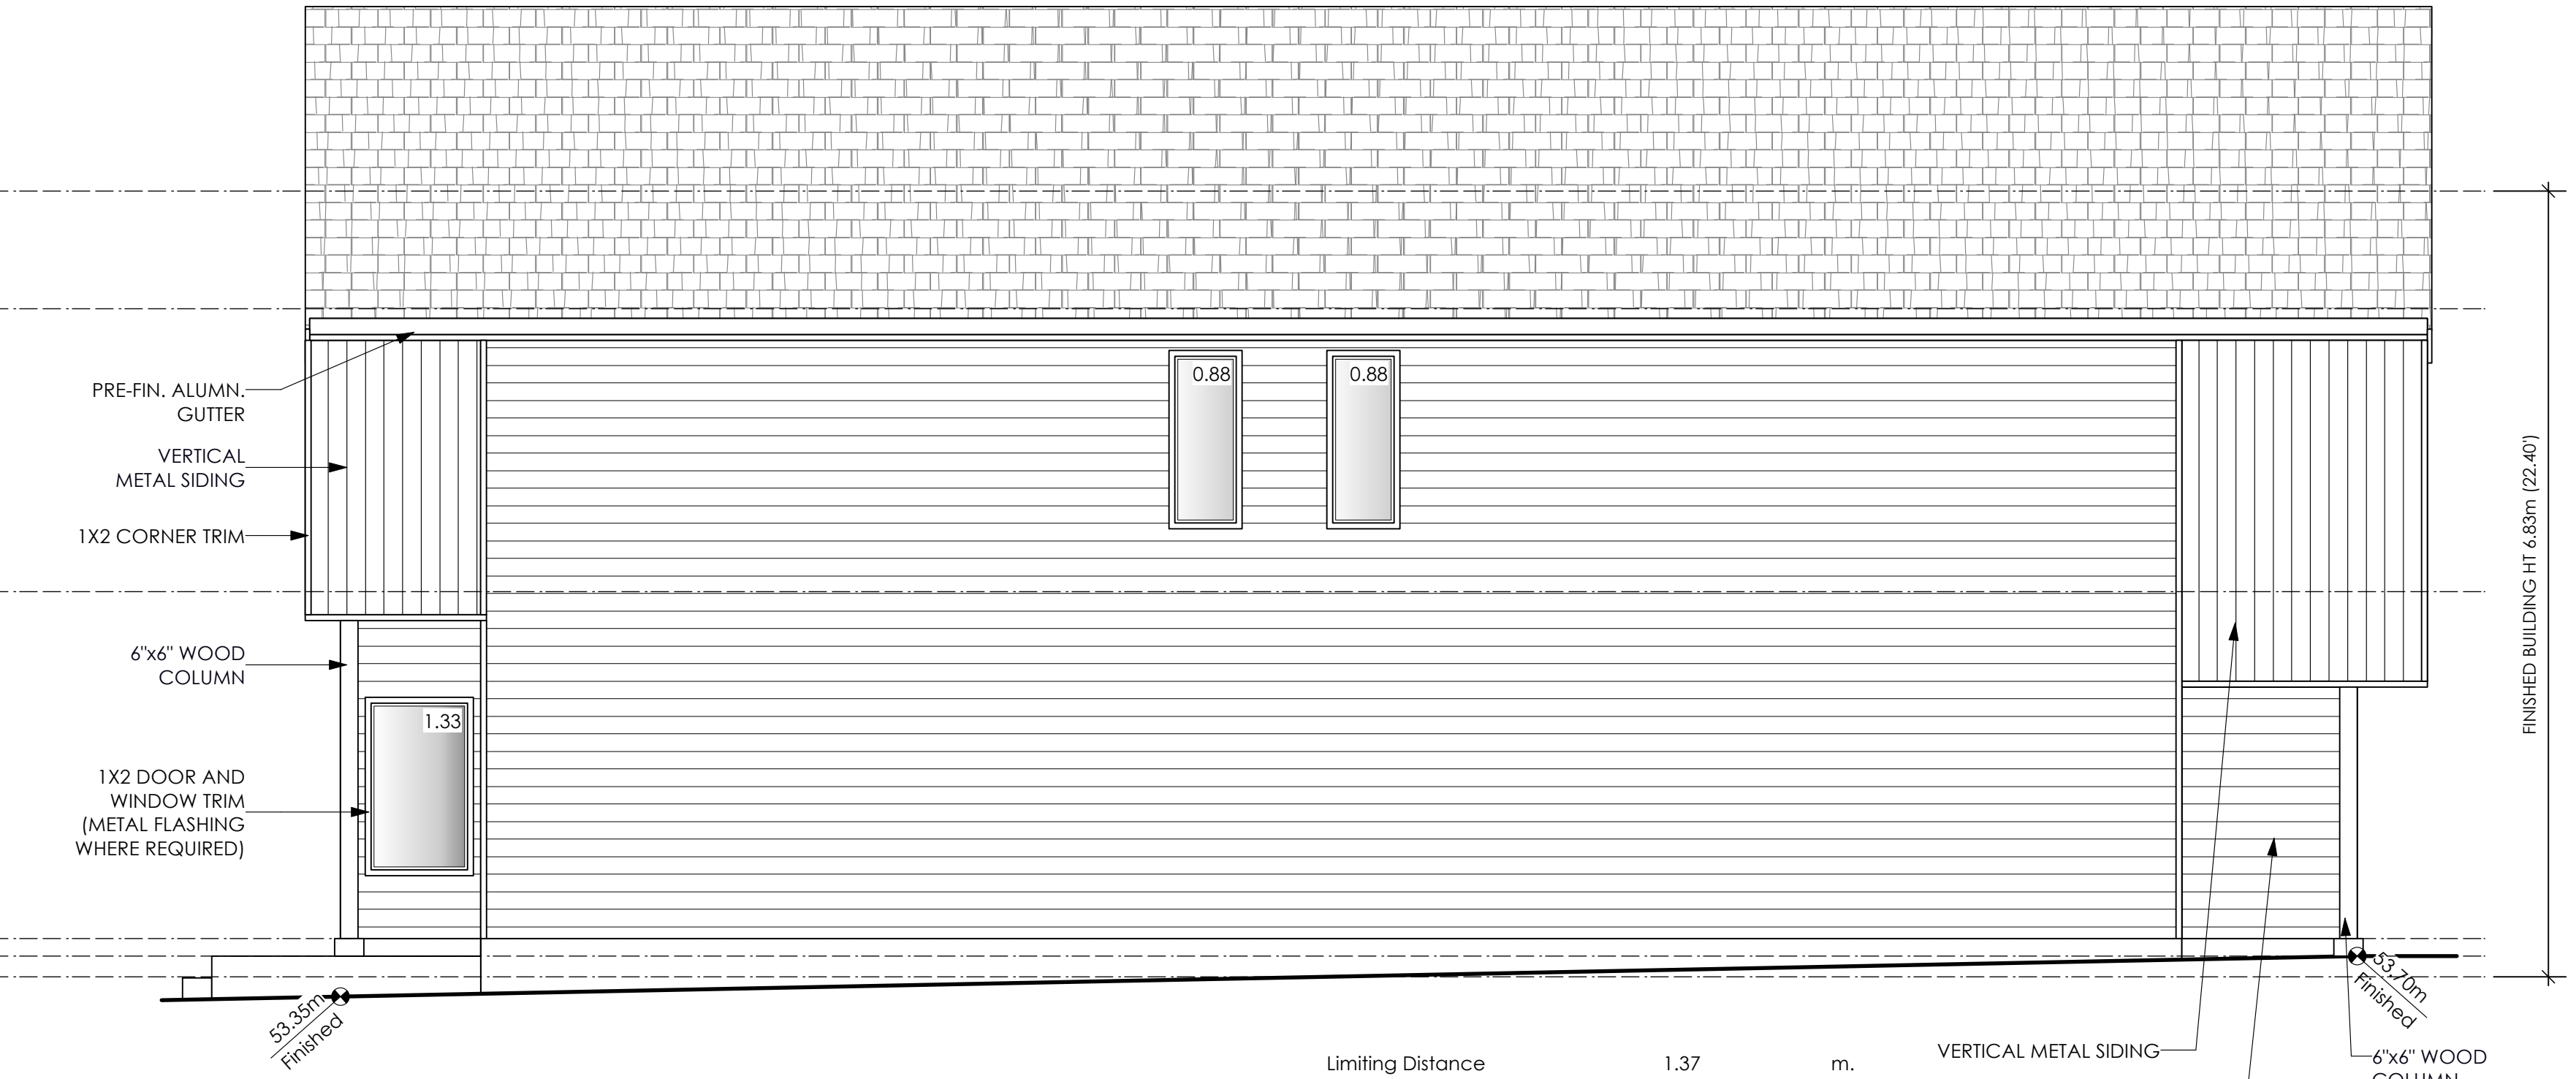 0.88
0.88
PRE-FIN. ALUMN.
GUTTER
VERTICAL
METAL SIDING
1X2 CORNER TRIM
6"x6" WOOD
COLUMN
1.33
1X2 DOOR AND
WINDOW TRIM
(METAL FLASHING
WHERE REQUIRED)
FINISHED BUILDING HT 6.83m (22.40')
53.35m
Finished
53.70m
Finished
Limiting Distance 1.37 m.
VERTICAL METAL SIDING
6"x6" WOOD
COLUMN